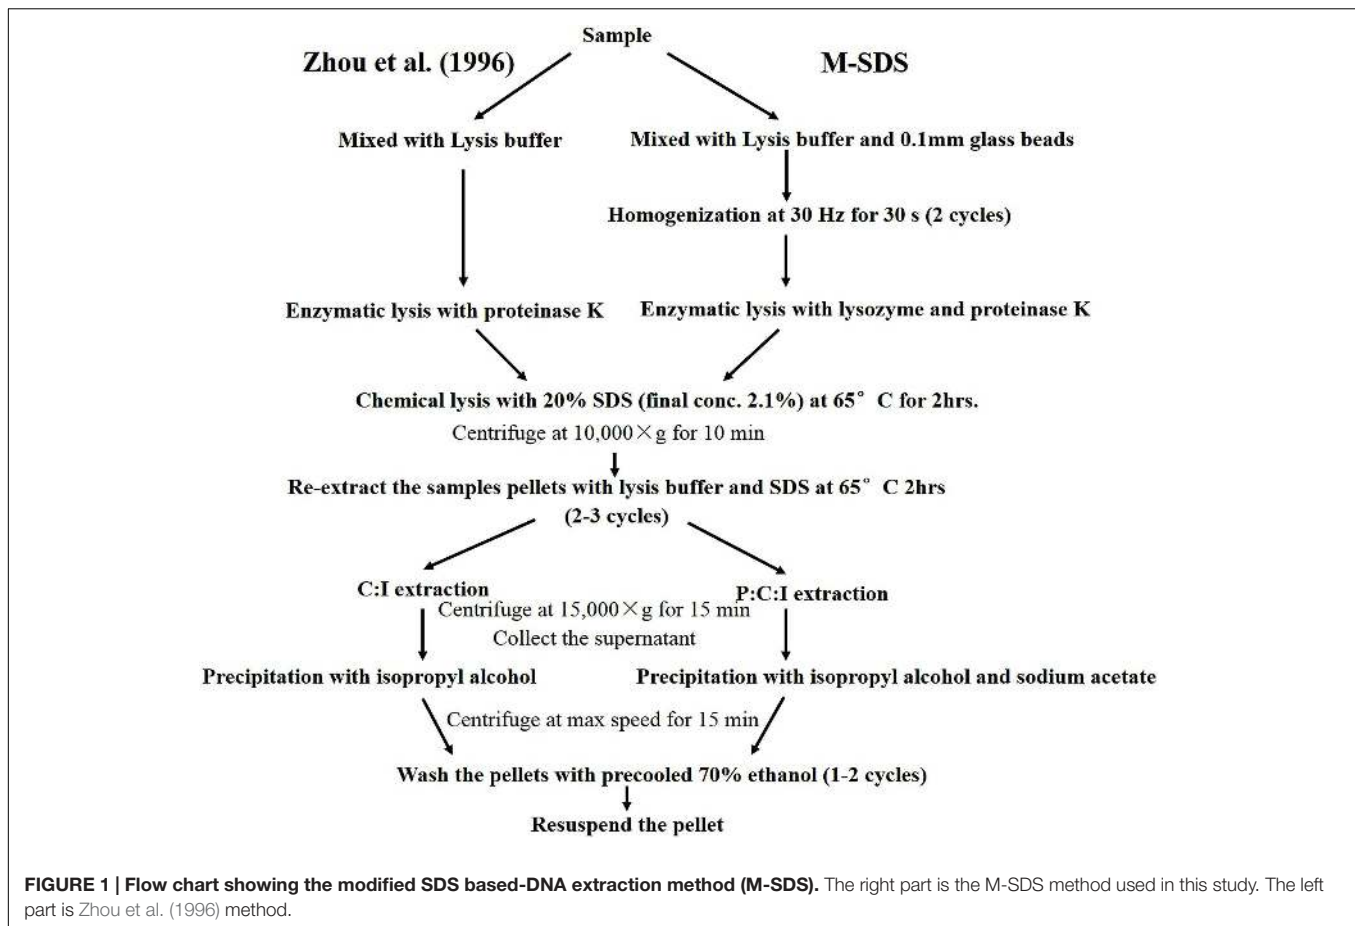 Sample
Zhou et al. (1996)
M-SDS
Mixed with Lysis buffer
Mixed with Lysis buffer and 0.1mm glass beads
Homogenization at 30 Hz for 30 s (2 cycles)
Enzymatic lysis with proteinase K
Enzymatic lysis with lysozyme and proteinase K
Chemical lysis with 20% SDS (final conc. 2.1%) at 65° C for 2hrs.
Centrifuge at 10,000×g for 10 min
Re-extract the samples pellets with lysis buffer and SDS at 65° C 2hrs
(2-3 cycles)
C:I extraction
P:C:I extraction
Centrifuge at 15,000×g for 15 min
Collect the supernatant
Precipitation with isopropyl alcohol
Precipitation with isopropyl alcohol and sodium acetate
Centrifuge at max speed for 15 min
Wash the pellets with precooled 70% ethanol (1-2 cycles)
Resuspend the pellet
FIGURE 1 | Flow chart showing the modified SDS based-DNA extraction method (M-SDS). The right part is the M-SDS method used in this study. The left
part is Zhou et al. (1996) method.